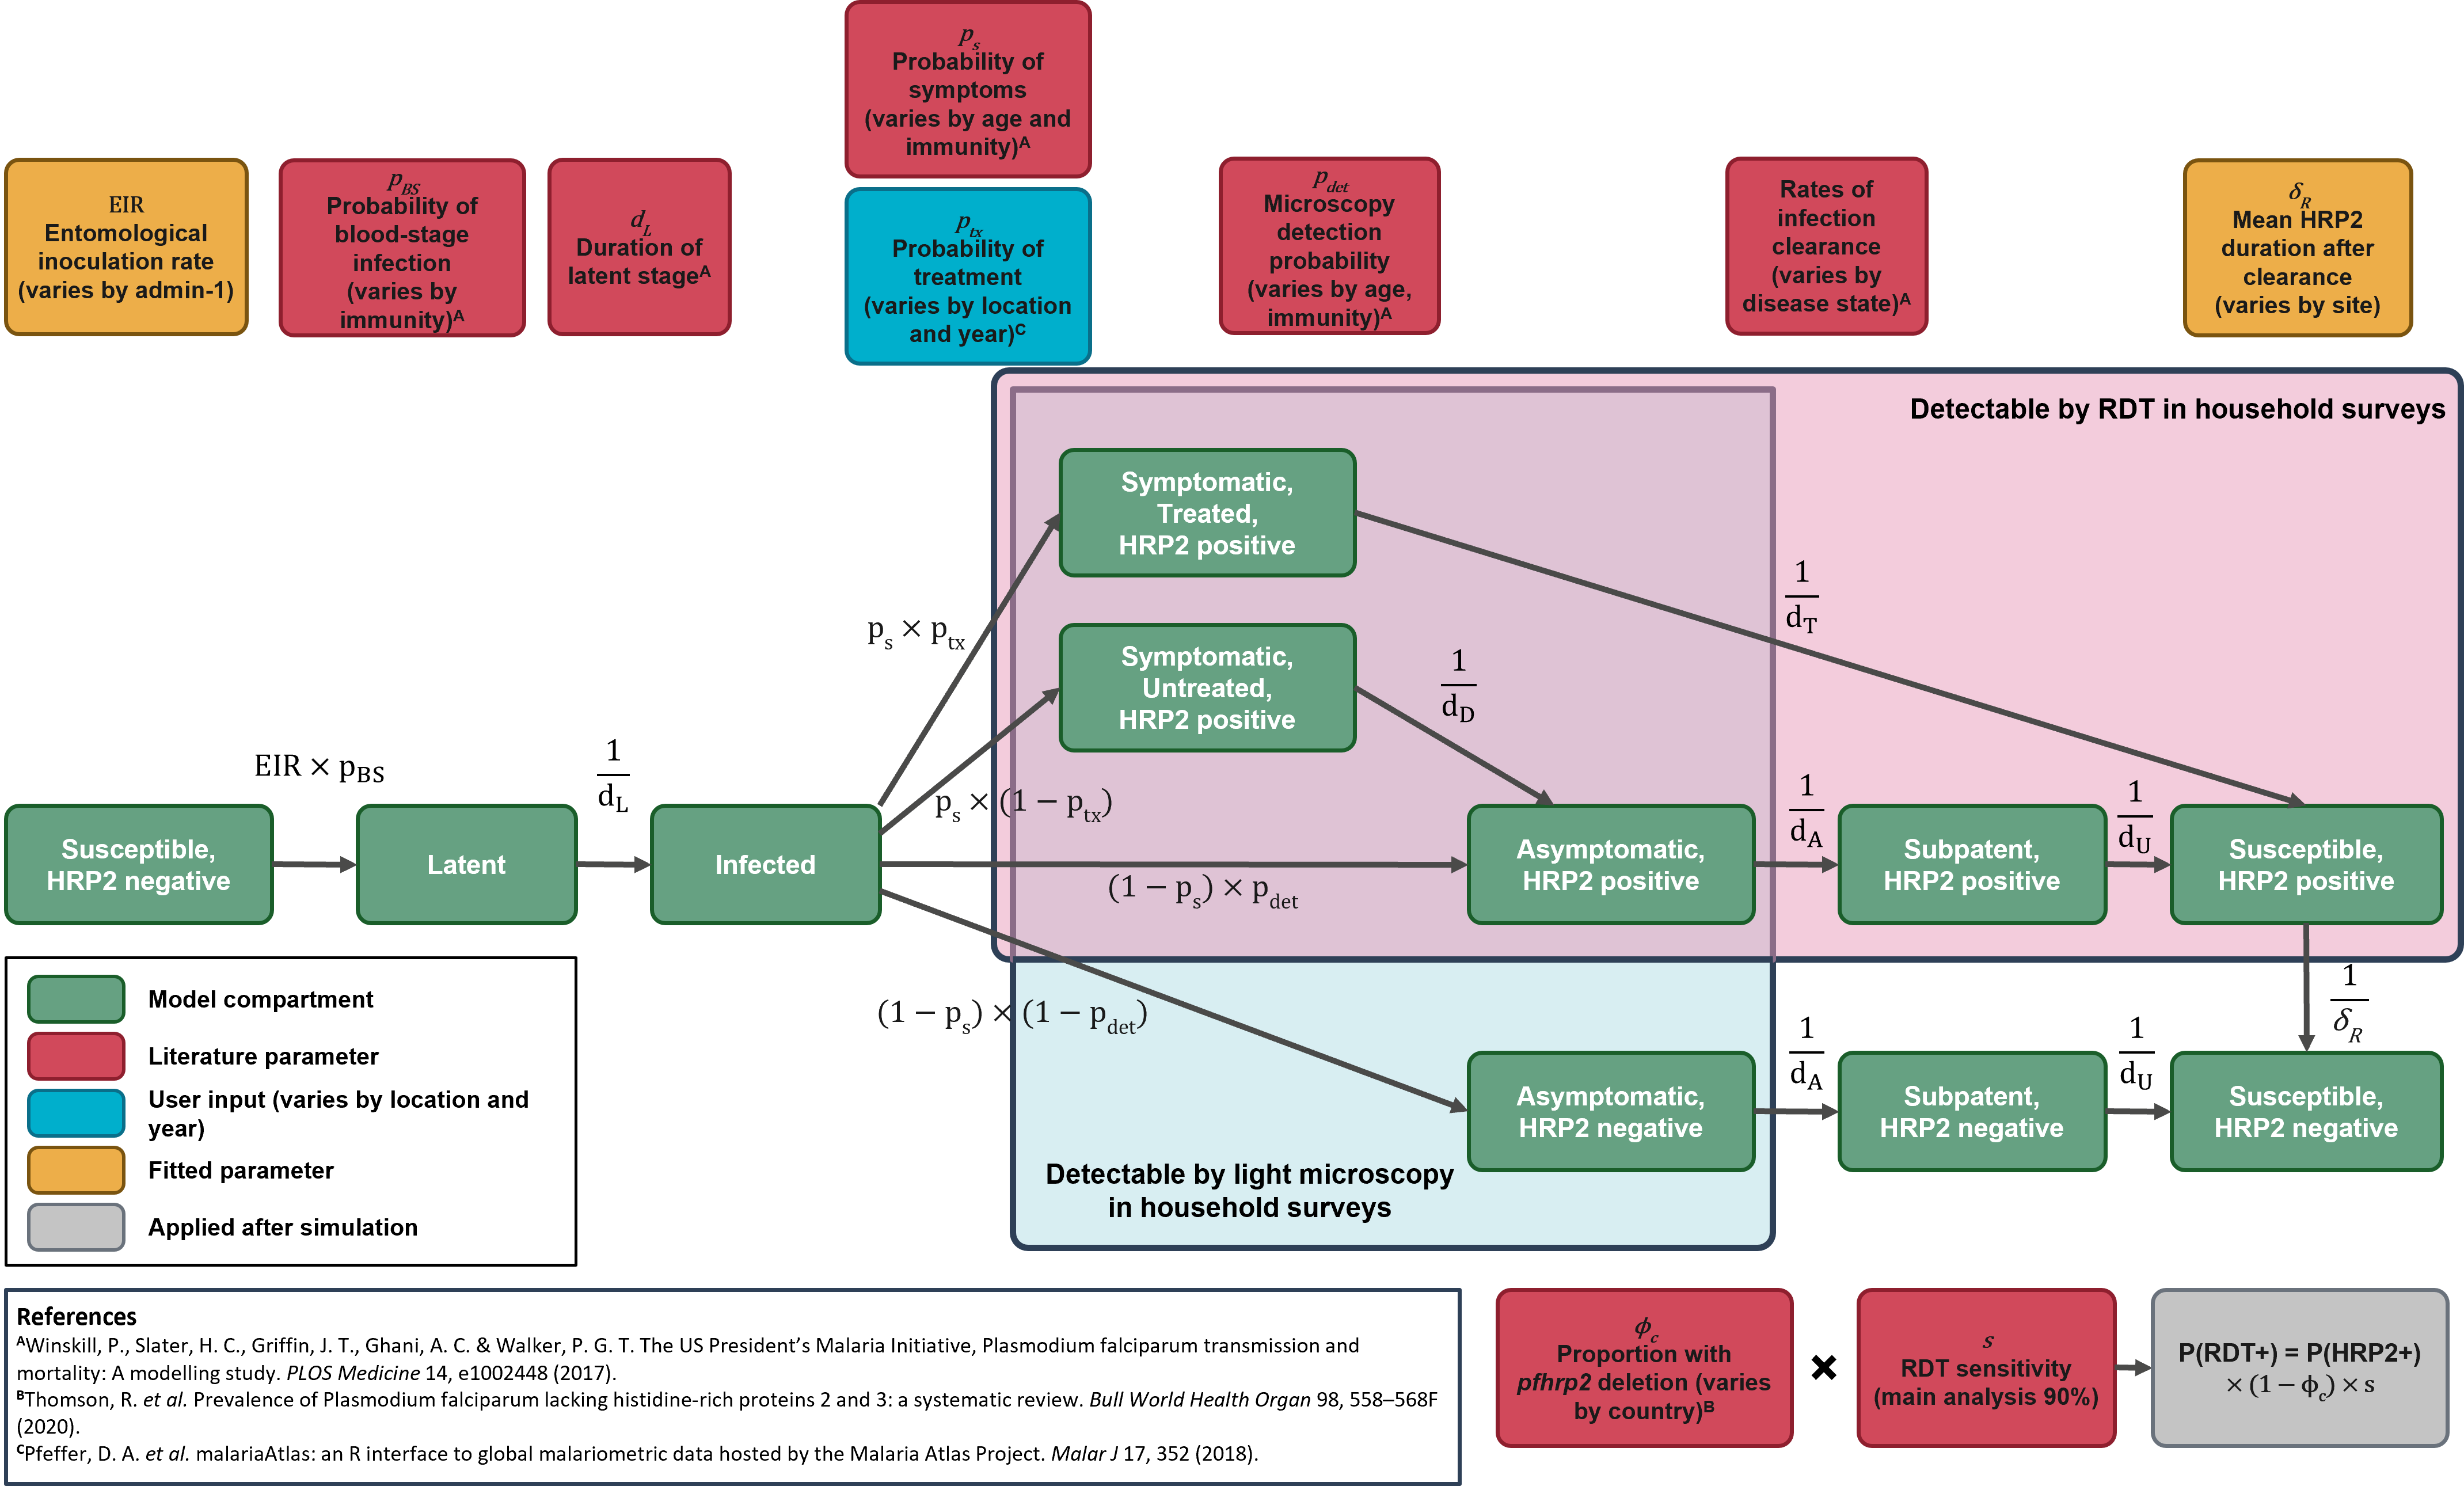 p_s
Probability of
symptoms
(varies by age and
immunity)^A
EIR
Entomological
inoculation rate
(varies by admin-1)
p_BS
Probability of
blood-stage
infection
(varies by
immunity)^A
d_L
Duration of
latent stage^A
p_tx
Probability of
treatment
(varies by location
and year)^C
p_det
Microscopy
detection
probability
(varies by age,
immunity)^A
Rates of
infection
clearance
(varies by
disease state)^A
δ_R
Mean HRP2
duration after
clearance
(varies by site)
Detectable by RDT in household surveys
Symptomatic,
Treated,
HRP2 positive
p_s × p_tx
1/d_T
Symptomatic,
Untreated,
HRP2 positive
1/d_D
p_s × (1 − p_tx)
EIR × p_BS
1/d_L
Susceptible,
HRP2 negative
Latent
Infected
(1 − p_s) × p_det
Asymptomatic,
HRP2 positive
1/d_A
Subpatent,
HRP2 positive
1/d_U
Susceptible,
HRP2 positive
1/δ_R
(1 − p_s) × (1 − p_det)
Asymptomatic,
HRP2 negative
1/d_A
Subpatent,
HRP2 negative
1/d_U
Susceptible,
HRP2 negative
Detectable by light microscopy
in household surveys
Model compartment
Literature parameter
User input (varies by location and
year)
Fitted parameter
Applied after simulation
References
^AWinskill, P., Slater, H. C., Griffin, J. T., Ghani, A. C. & Walker, P. G. T. The US President’s Malaria Initiative, Plasmodium falciparum transmission and
mortality: A modelling study. PLOS Medicine 14, e1002448 (2017).
^BThomson, R. et al. Prevalence of Plasmodium falciparum lacking histidine-rich proteins 2 and 3: a systematic review. Bull World Health Organ 98, 558–568F
(2020).
^CPfeffer, D. A. et al. malariaAtlas: an R interface to global malariometric data hosted by the Malaria Atlas Project. Malar J 17, 352 (2018).
ϕ_c
Proportion with
pfhrp2 deletion (varies
by country)^B
×
s
RDT sensitivity
(main analysis 90%)
P(RDT+) = P(HRP2+)
× (1 − ϕ_c) × s